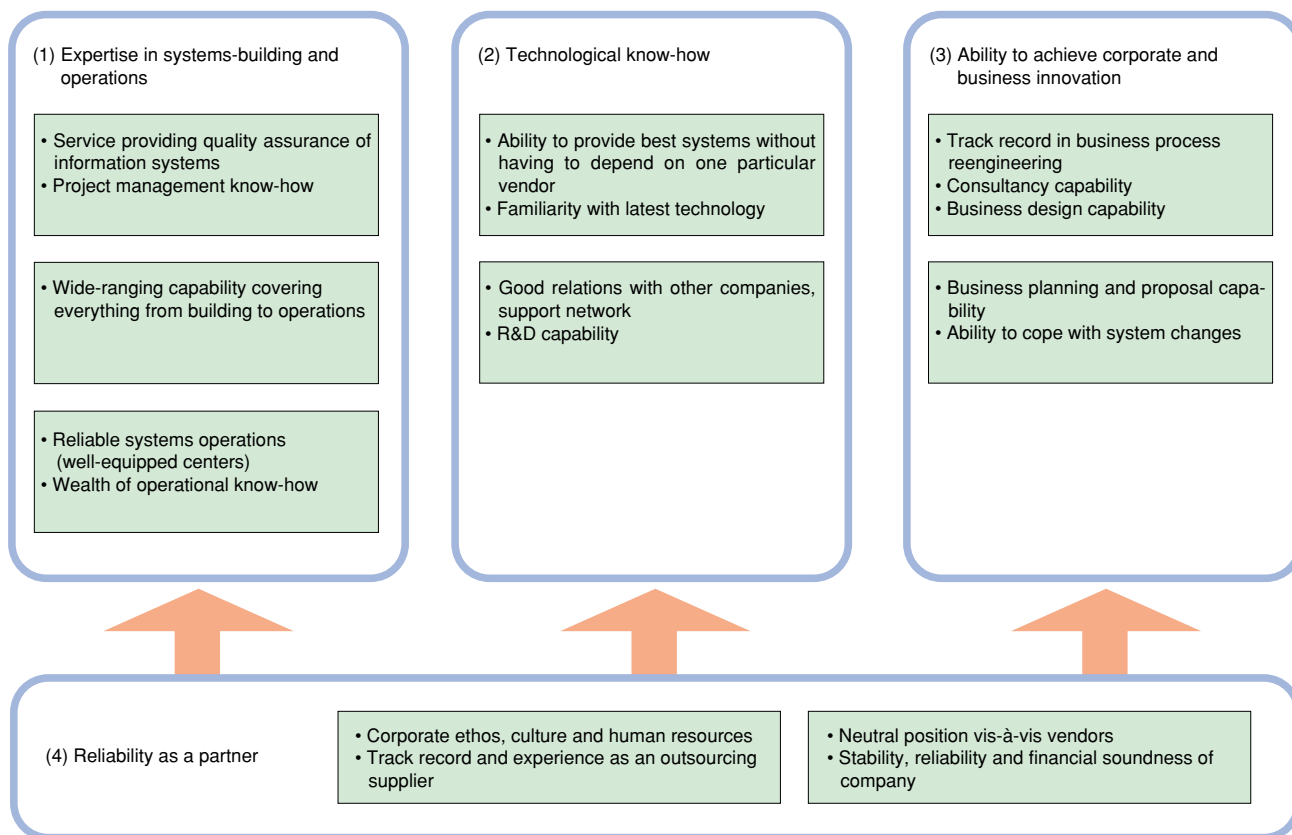 (1) Expertise in systems-building and
operations
• Service providing quality assurance of
information systems
• Project management know-how
• Wide-ranging capability covering
everything from building to operations
• Reliable systems operations
(well-equipped centers)
• Wealth of operational know-how
(2) Technological know-how
• Ability to provide best systems without
having to depend on one particular
vendor
• Familiarity with latest technology
• Good relations with other companies,
support network
• R&D capability
(3) Ability to achieve corporate and
business innovation
• Track record in business process
reengineering
• Consultancy capability
• Business design capability
• Business planning and proposal capa-
bility
• Ability to cope with system changes
(4) Reliability as a partner
• Corporate ethos, culture and human resources
• Track record and experience as an outsourcing
supplier
• Neutral position vis-à-vis vendors
• Stability, reliability and financial soundness of
company